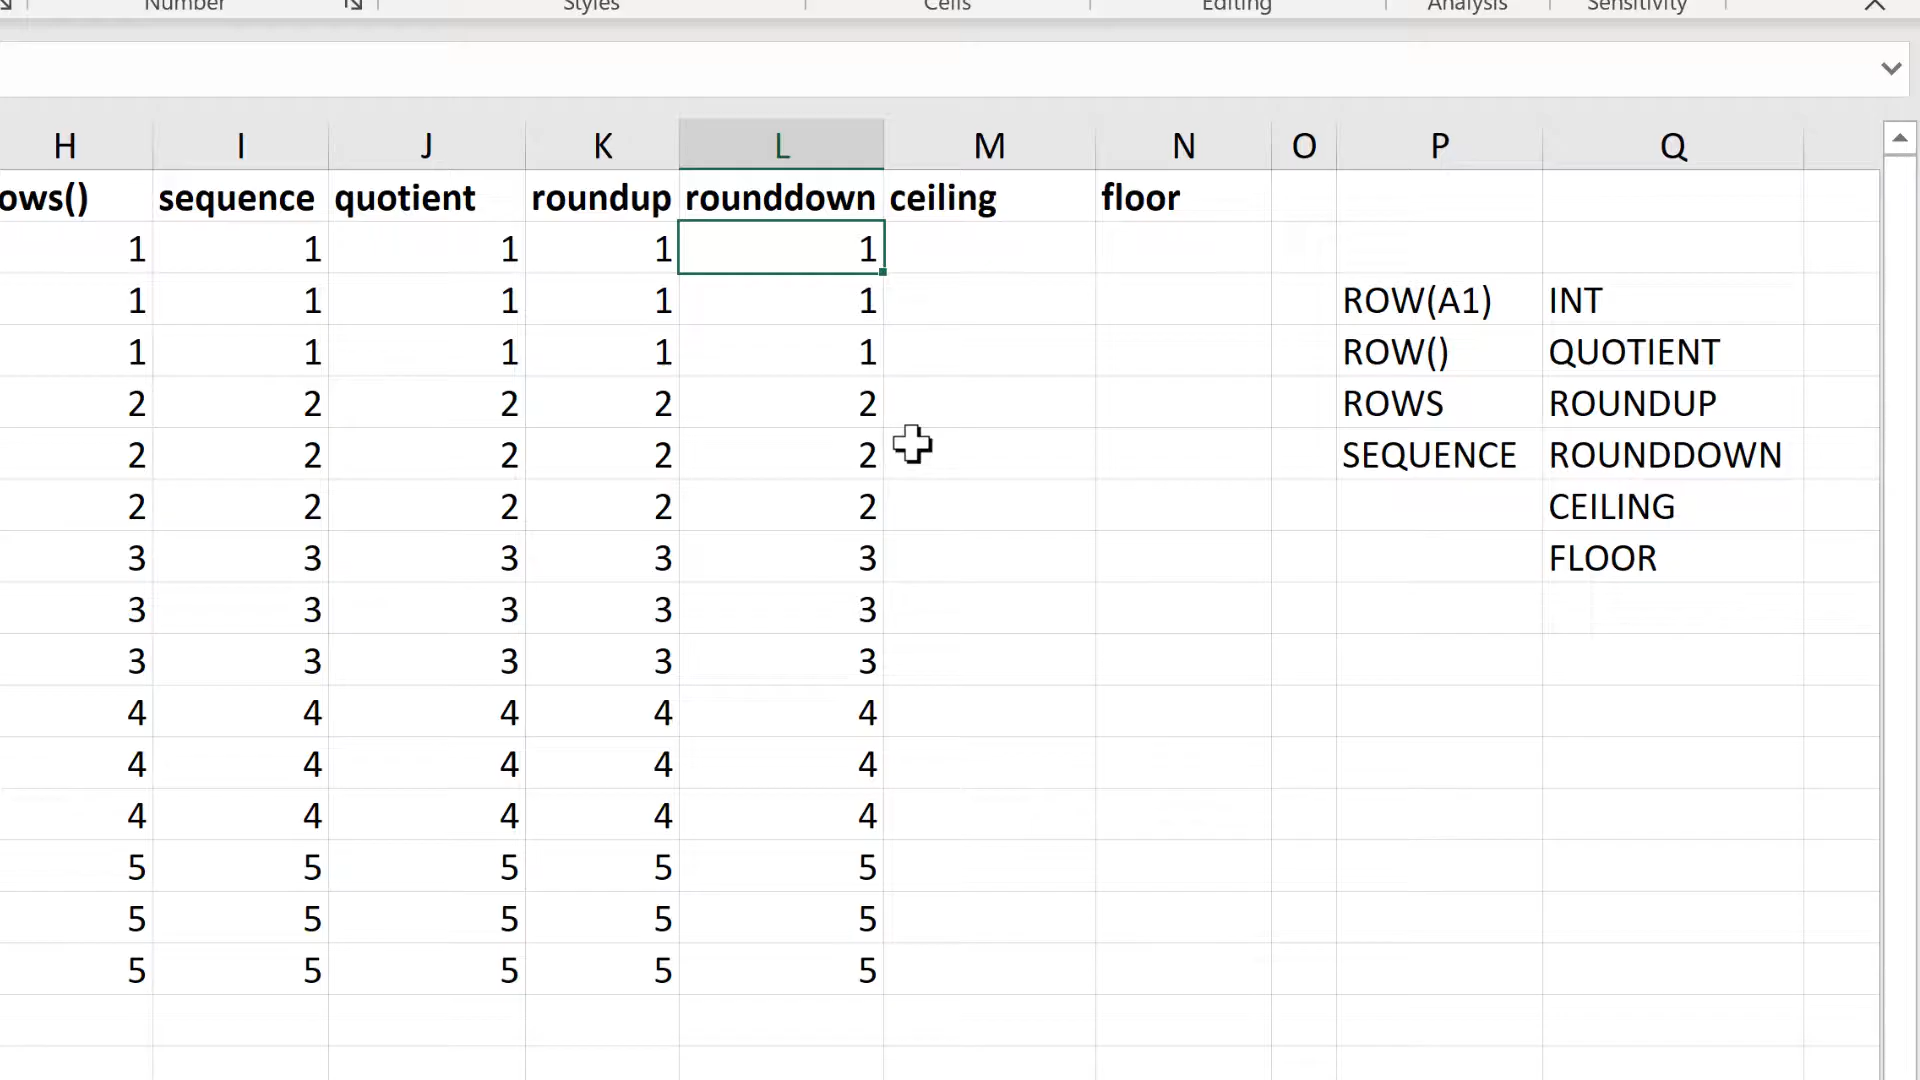 Number Styles Cells Editing Analysis Sensitivity
H I J K L M N O P Q
ows() sequence quotient roundup rounddown ceiling floor
1 1 1 1 1
1 1 1 1 1 ROW(A1) INT
1 1 1 1 1 ROW() QUOTIENT
2 2 2 2 2 ROWS ROUNDUP
2 2 2 2 2 SEQUENCE ROUNDDOWN
2 2 2 2 2 CEILING
3 3 3 3 3 FLOOR
3 3 3 3 3
3 3 3 3 3
4 4 4 4 4
4 4 4 4 4
4 4 4 4 4
5 5 5 5 5
5 5 5 5 5
5 5 5 5 5